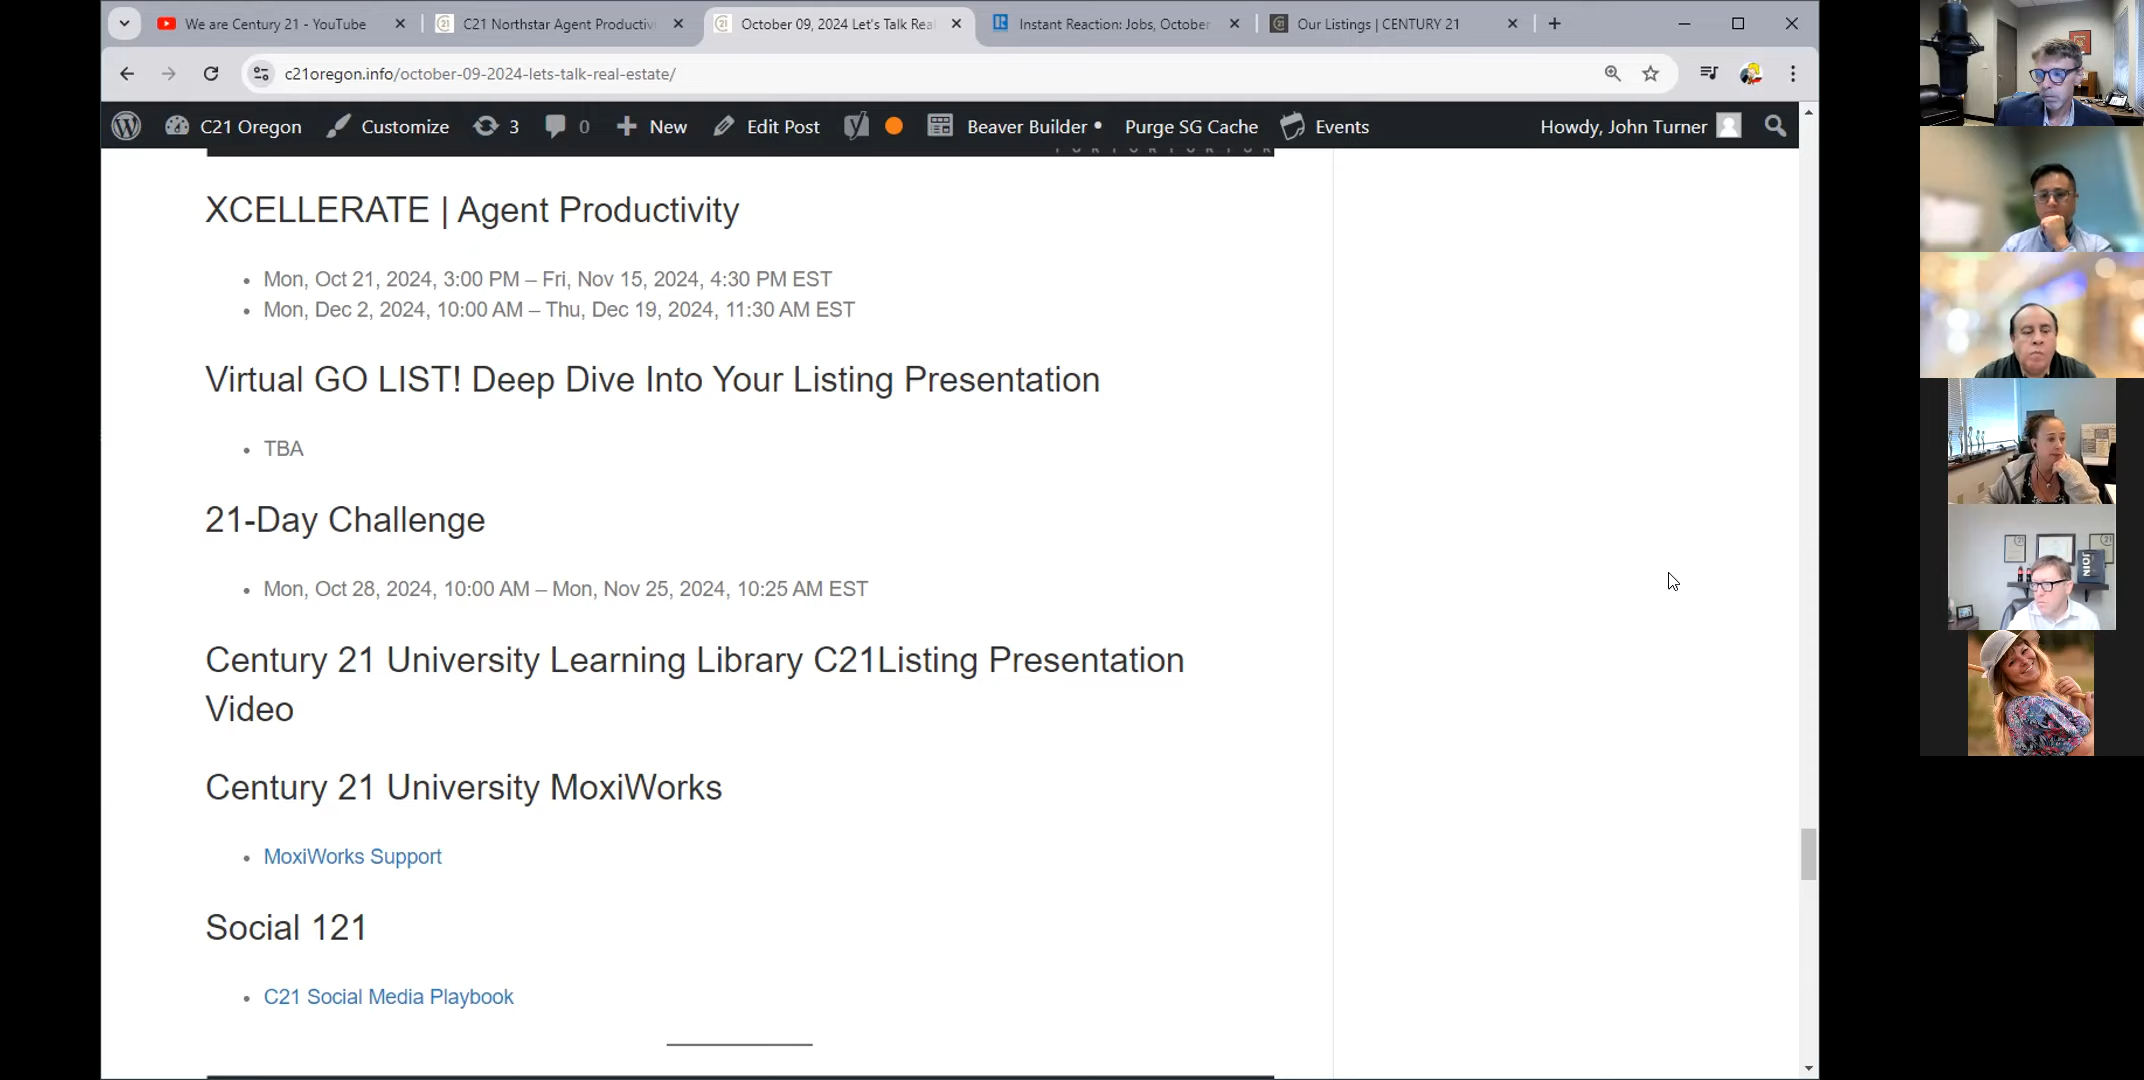 We are Century 21 - YouTube
C21 Northstar Agent Productivi
October 09, 2024 Let's Talk Rea
Instant Reaction: Jobs, October
Our Listings | CENTURY 21
c21oregon.info/october-09-2024-lets-talk-real-estate/
C21 Oregon
Customize
3
0
New
Edit Post
Beaver Builder •
Purge SG Cache
Events
Howdy, John Turner
XCELLERATE | Agent Productivity
• Mon, Oct 21, 2024, 3:00 PM – Fri, Nov 15, 2024, 4:30 PM EST
• Mon, Dec 2, 2024, 10:00 AM – Thu, Dec 19, 2024, 11:30 AM EST
Virtual GO LIST! Deep Dive Into Your Listing Presentation
• TBA
21-Day Challenge
• Mon, Oct 28, 2024, 10:00 AM – Mon, Nov 25, 2024, 10:25 AM EST
Century 21 University Learning Library C21Listing Presentation
Video
Century 21 University MoxiWorks
• MoxiWorks Support
Social 121
• C21 Social Media Playbook
JOIN